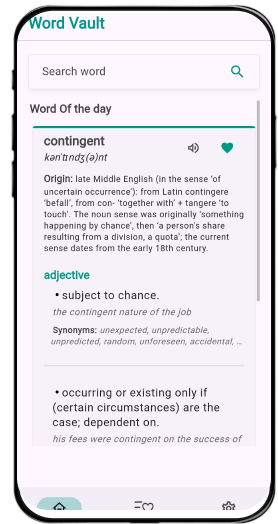 Word Vault
Search word
Word Of the day
contingent
kən'tɪndʒ(ə)nt
Origin: late Middle English (in the sense ‘of
uncertain occurrence’): from Latin contingere
‘befall’, from con- ‘together with’ + tangere ‘to
touch’. The noun sense was originally ‘something
happening by chance’, then ‘a person's share
resulting from a division, a quota’; the current
sense dates from the early 18th century.
adjective
• subject to chance.
the contingent nature of the job
Synonyms: unexpected, unpredictable,
unpredicted, random, unforeseen, accidental, …
• occurring or existing only if
(certain circumstances) are the
case; dependent on.
his fees were contingent on the success of